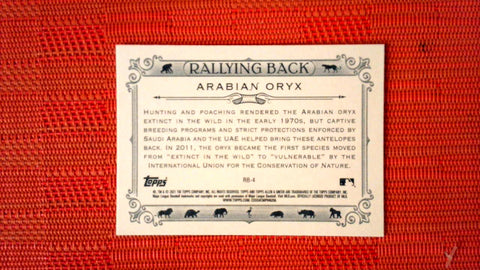 RALLYING BACK
ARABIAN ORYX
HUNTING AND POACHING RENDERED THE ARABIAN ORYX
EXTINCT IN THE WILD IN THE EARLY 1970S, BUT CAPTIVE
BREEDING PROGRAMS AND STRICT PROTECTIONS ENFORCED BY
SAUDI ARABIA AND THE UAE HELPED BRING THESE ANTELOPES
BACK. IN 2011, THE ORYX BECAME THE FIRST SPECIES MOVED
FROM "EXTINCT IN THE WILD" TO "VULNERABLE" BY THE
INTERNATIONAL UNION FOR THE CONSERVATION OF NATURE.
Topps
RB-4